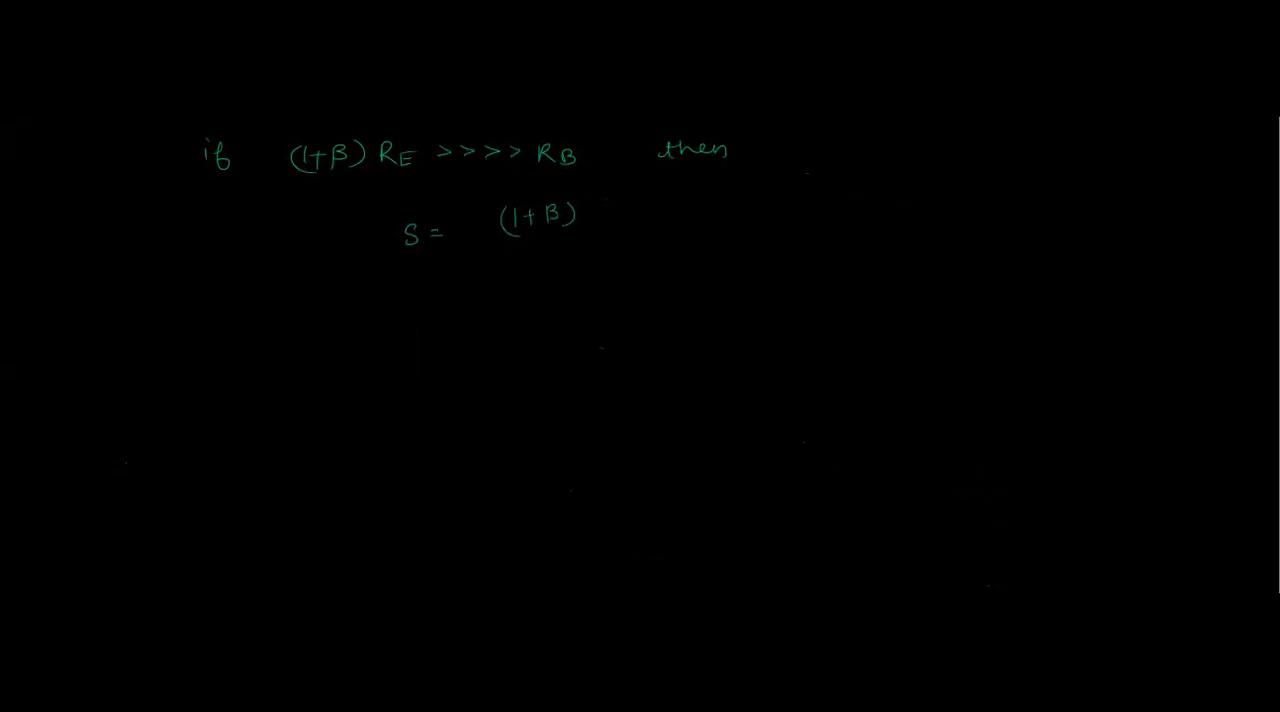 if (1+β) R_E >>>> R_B then
S = (1+β)